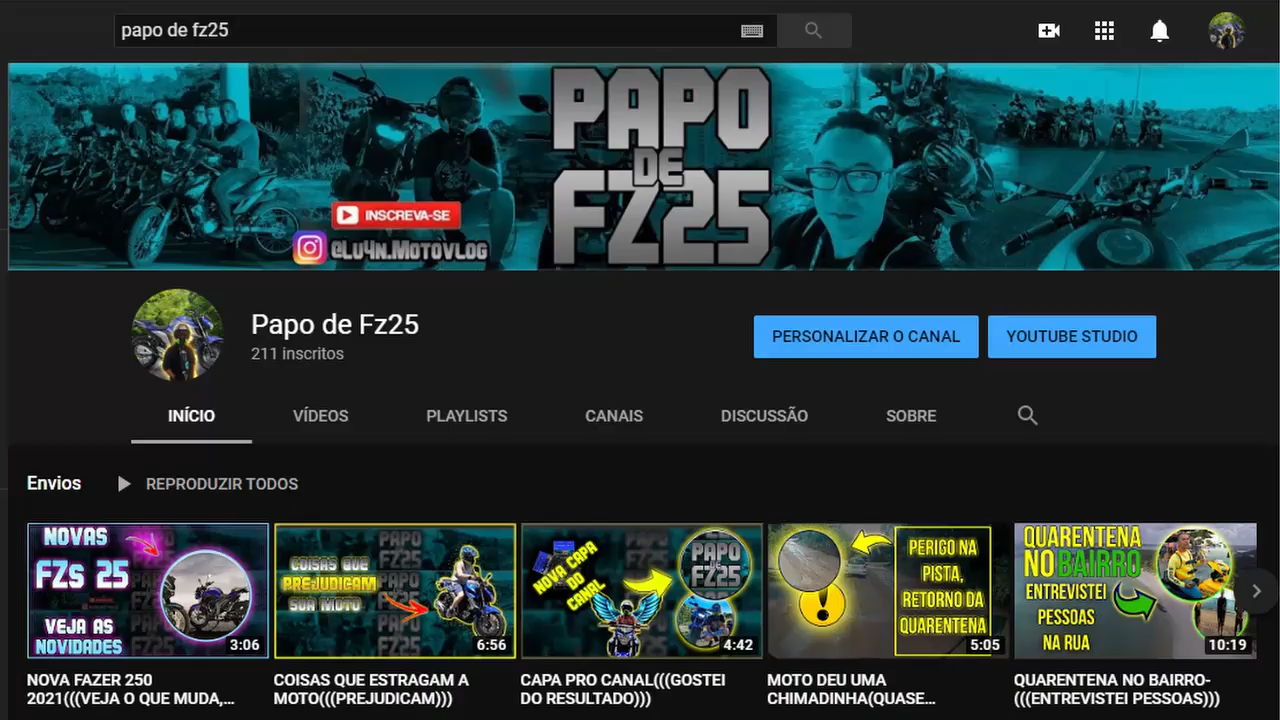 papo de fz25
PAPO
DE
FZ25
INSCREVA-SE
@LU4N.MOTOVLOG
Papo de Fz25
211 inscritos
PERSONALIZAR O CANAL
YOUTUBE STUDIO
INÍCIO
VÍDEOS
PLAYLISTS
CANAIS
DISCUSSÃO
SOBRE
Envios
REPRODUZIR TODOS
NOVAS
FZs 25
VEJA AS
NOVIDADES
3:06
COISAS QUE
PREJUDICAM
SUA MOTO
PAPO
FZ25
6:56
NOVA CAPA
DO
CANAL
PAPO
DE
FZ25
4:42
PERIGO NA
PISTA,
RETORNO DA
QUARENTENA
5:05
QUARENTENA
NO BAIRRO
ENTREVISTEI
PESSOAS
NA RUA
10:19
NOVA FAZER 250
2021(((VEJA O QUE MUDA,...
COISAS QUE ESTRAGAM A
MOTO(((PREJUDICAM)))
CAPA PRO CANAL(((GOSTEI
DO RESULTADO)))
MOTO DEU UMA
CHIMADINHA(QUASE...
QUARENTENA NO BAIRRO-
(((ENTREVISTEI PESSOAS)))